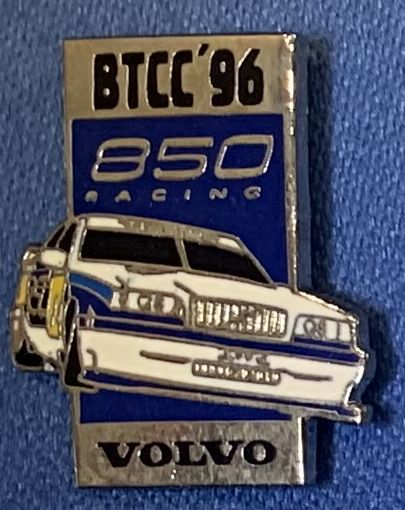 BTCC '96
850
RACING
VOLVO